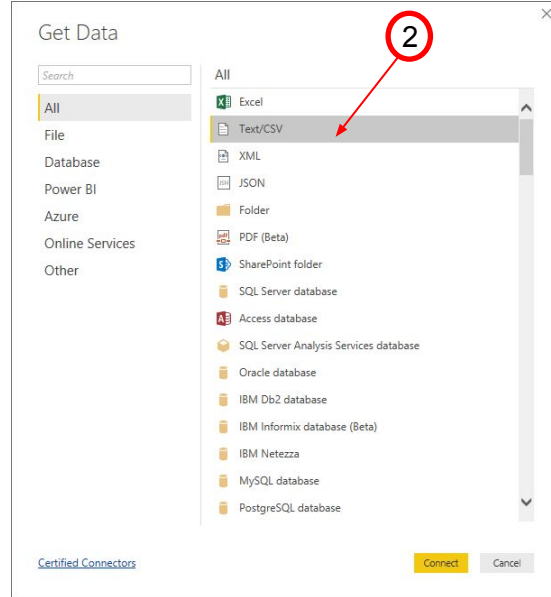 Get Data
2
Search
All
File
Database
Power BI
Azure
Online Services
Other
All
Excel
Text/CSV
XML
JSON
Folder
PDF (Beta)
SharePoint folder
SQL Server database
Access database
SQL Server Analysis Services database
Oracle database
IBM Db2 database
IBM Informix database (Beta)
IBM Netezza
MySQL database
PostgreSQL database
Certified Connectors
Connect
Cancel